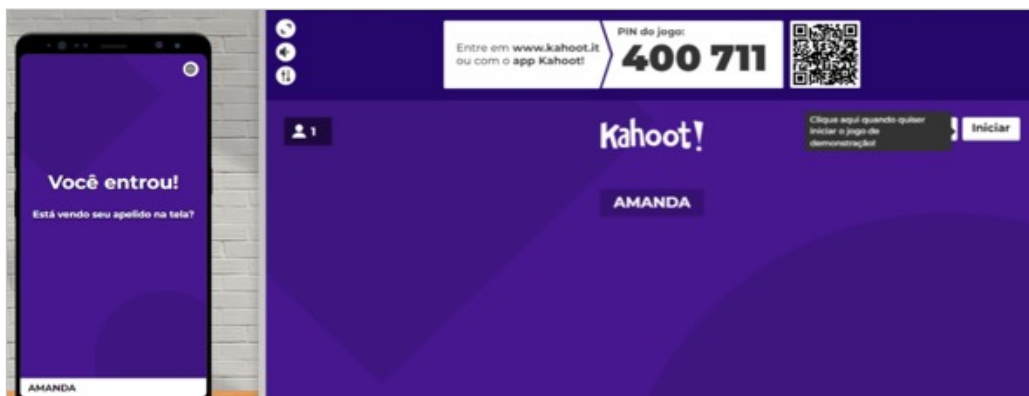 Você entrou!
Está vendo seu apelido na tela?
AMANDA
Entre em www.kahoot.it
ou com o app Kahoot!
PIN do jogo:
400 711
1
Kahoot!
Clique aqui quando quiser
iniciar o jogo de
demonstração!
Iniciar
AMANDA